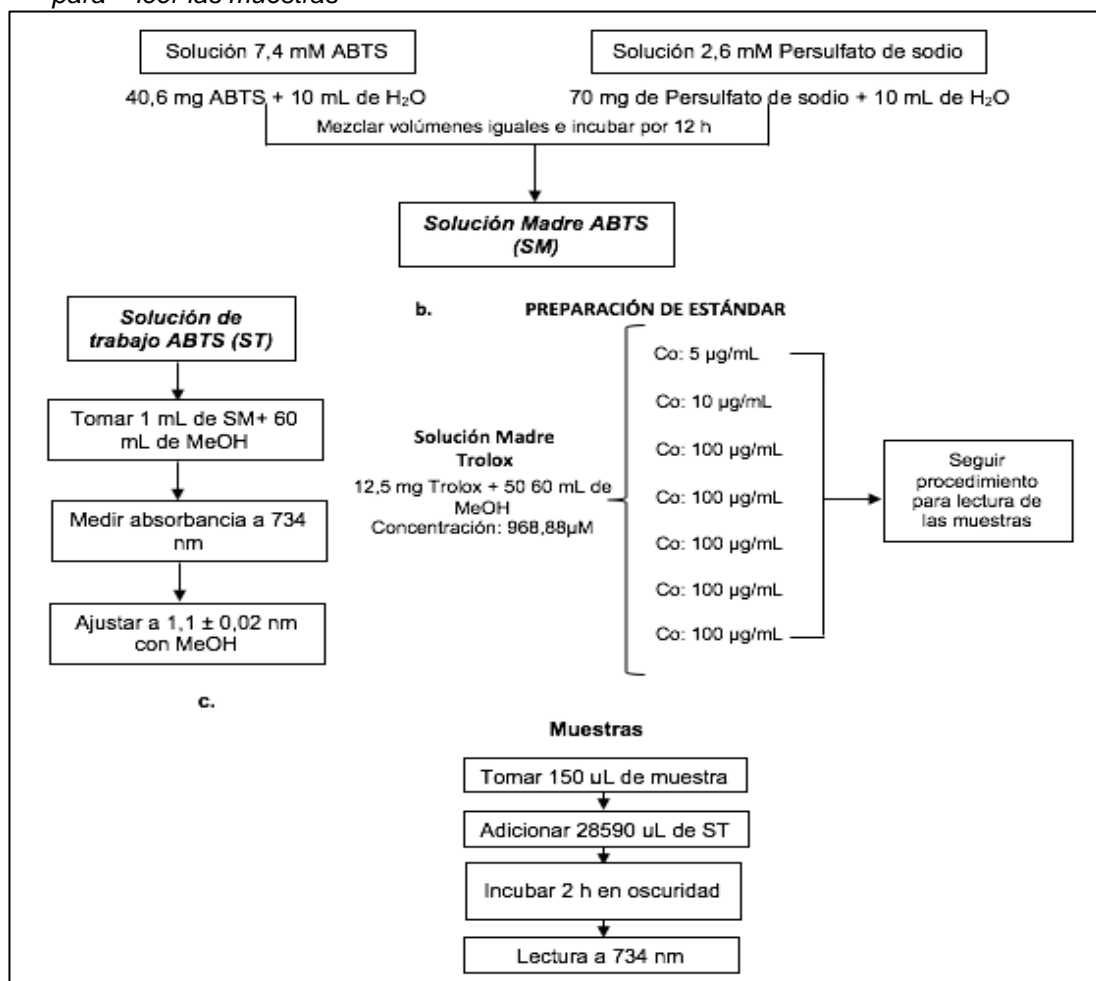 para leer las muestras
Solución 7,4 mM ABTS
Solución 2,6 mM Persulfato de sodio
40,6 mg ABTS + 10 mL de H₂O
70 mg de Persulfato de sodio + 10 mL de H₂O
Mezclar volúmenes iguales e incubar por 12 h
Solución Madre ABTS
(SM)
Solución de
trabajo ABTS (ST)
Tomar 1 mL de SM+ 60
mL de MeOH
Medir absorbancia a 734
nm
Ajustar a 1,1 ± 0,02 nm
con MeOH
b. PREPARACIÓN DE ESTÁNDAR
Solución Madre
Trolox
12,5 mg Trolox + 50 60 mL de
MeOH
Concentración: 968,88µM
Co: 5 µg/mL
Co: 10 µg/mL
Co: 100 µg/mL
Co: 100 µg/mL
Co: 100 µg/mL
Co: 100 µg/mL
Co: 100 µg/mL
Seguir
procedimiento
para lectura de
las muestras
c.
Muestras
Tomar 150 uL de muestra
Adicionar 28590 uL de ST
Incubar 2 h en oscuridad
Lectura a 734 nm